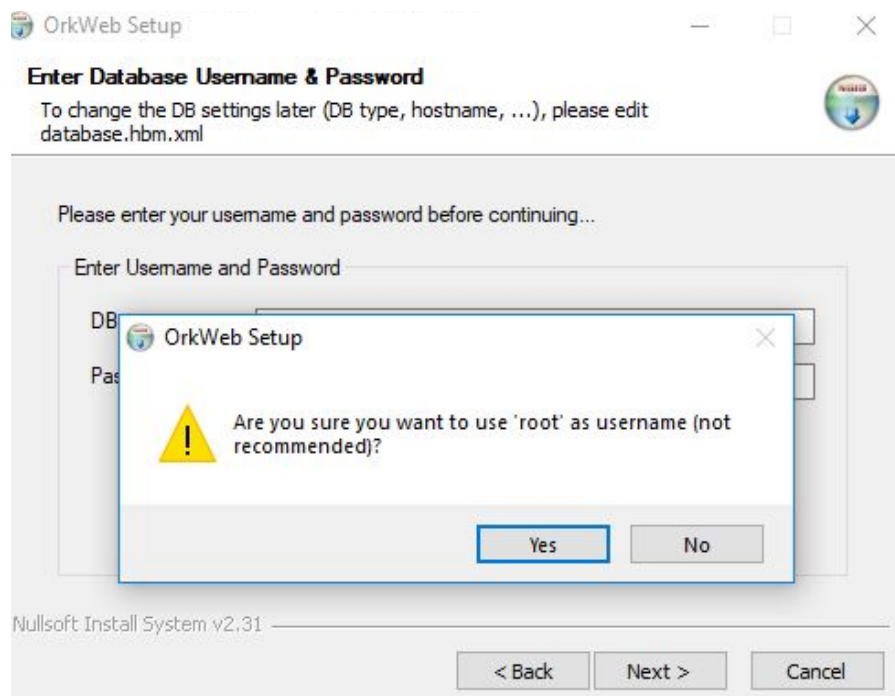 OrkWeb Setup
Enter Database Username & Password
To change the DB settings later (DB type, hostname, ...), please edit
database.hbm.xml
Please enter your username and password before continuing...
Enter Username and Password
DB
OrkWeb Setup
Are you sure you want to use 'root' as username (not
recommended)?
Yes No
Nullsoft Install System v2.31
< Back Next > Cancel